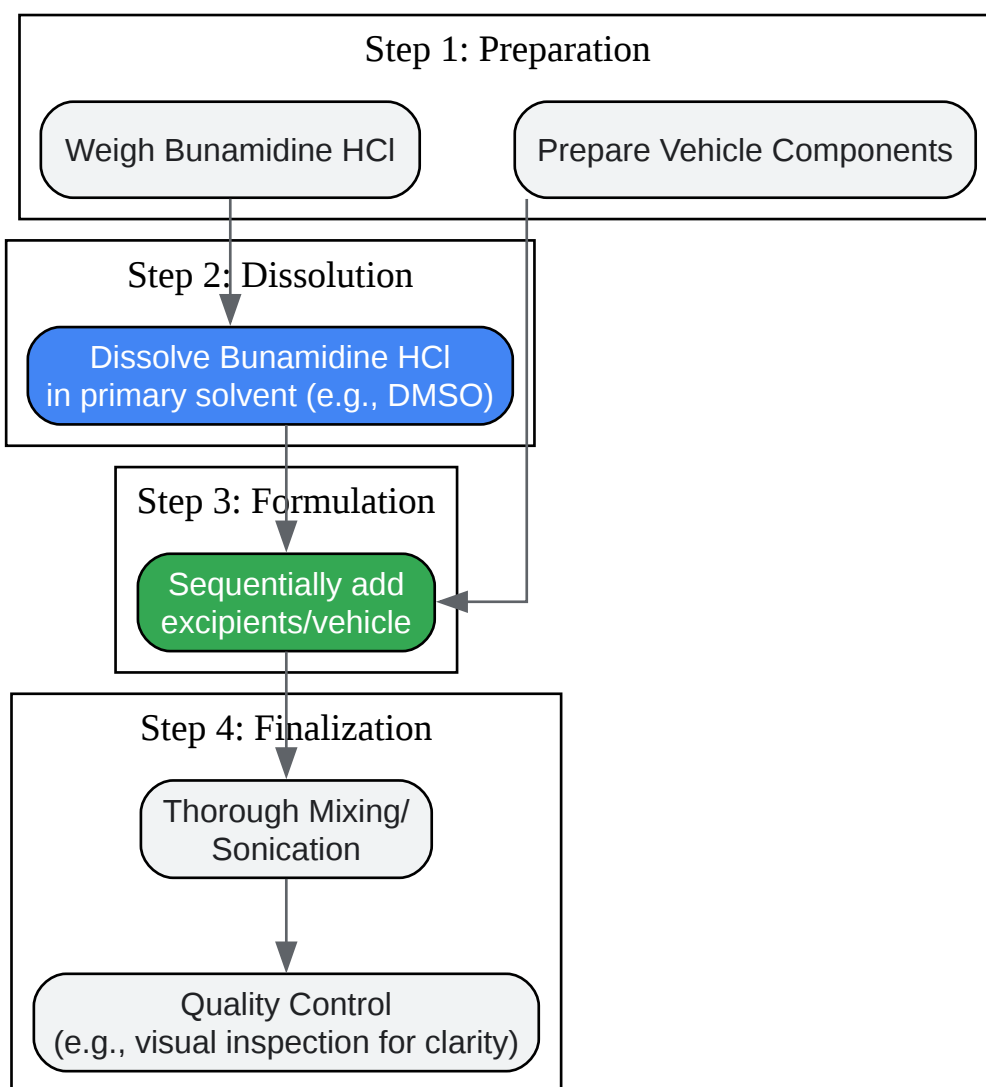 Step 1: Preparation
Weigh Bunamidine HCl
Prepare Vehicle Components
Step 2: Dissolution
Dissolve Bunamidine HCl
in primary solvent (e.g., DMSO)
Step 3: Formulation
Sequentially add
excipients/vehicle
Step 4: Finalization
Thorough Mixing/
Sonication
Quality Control
(e.g., visual inspection for clarity)